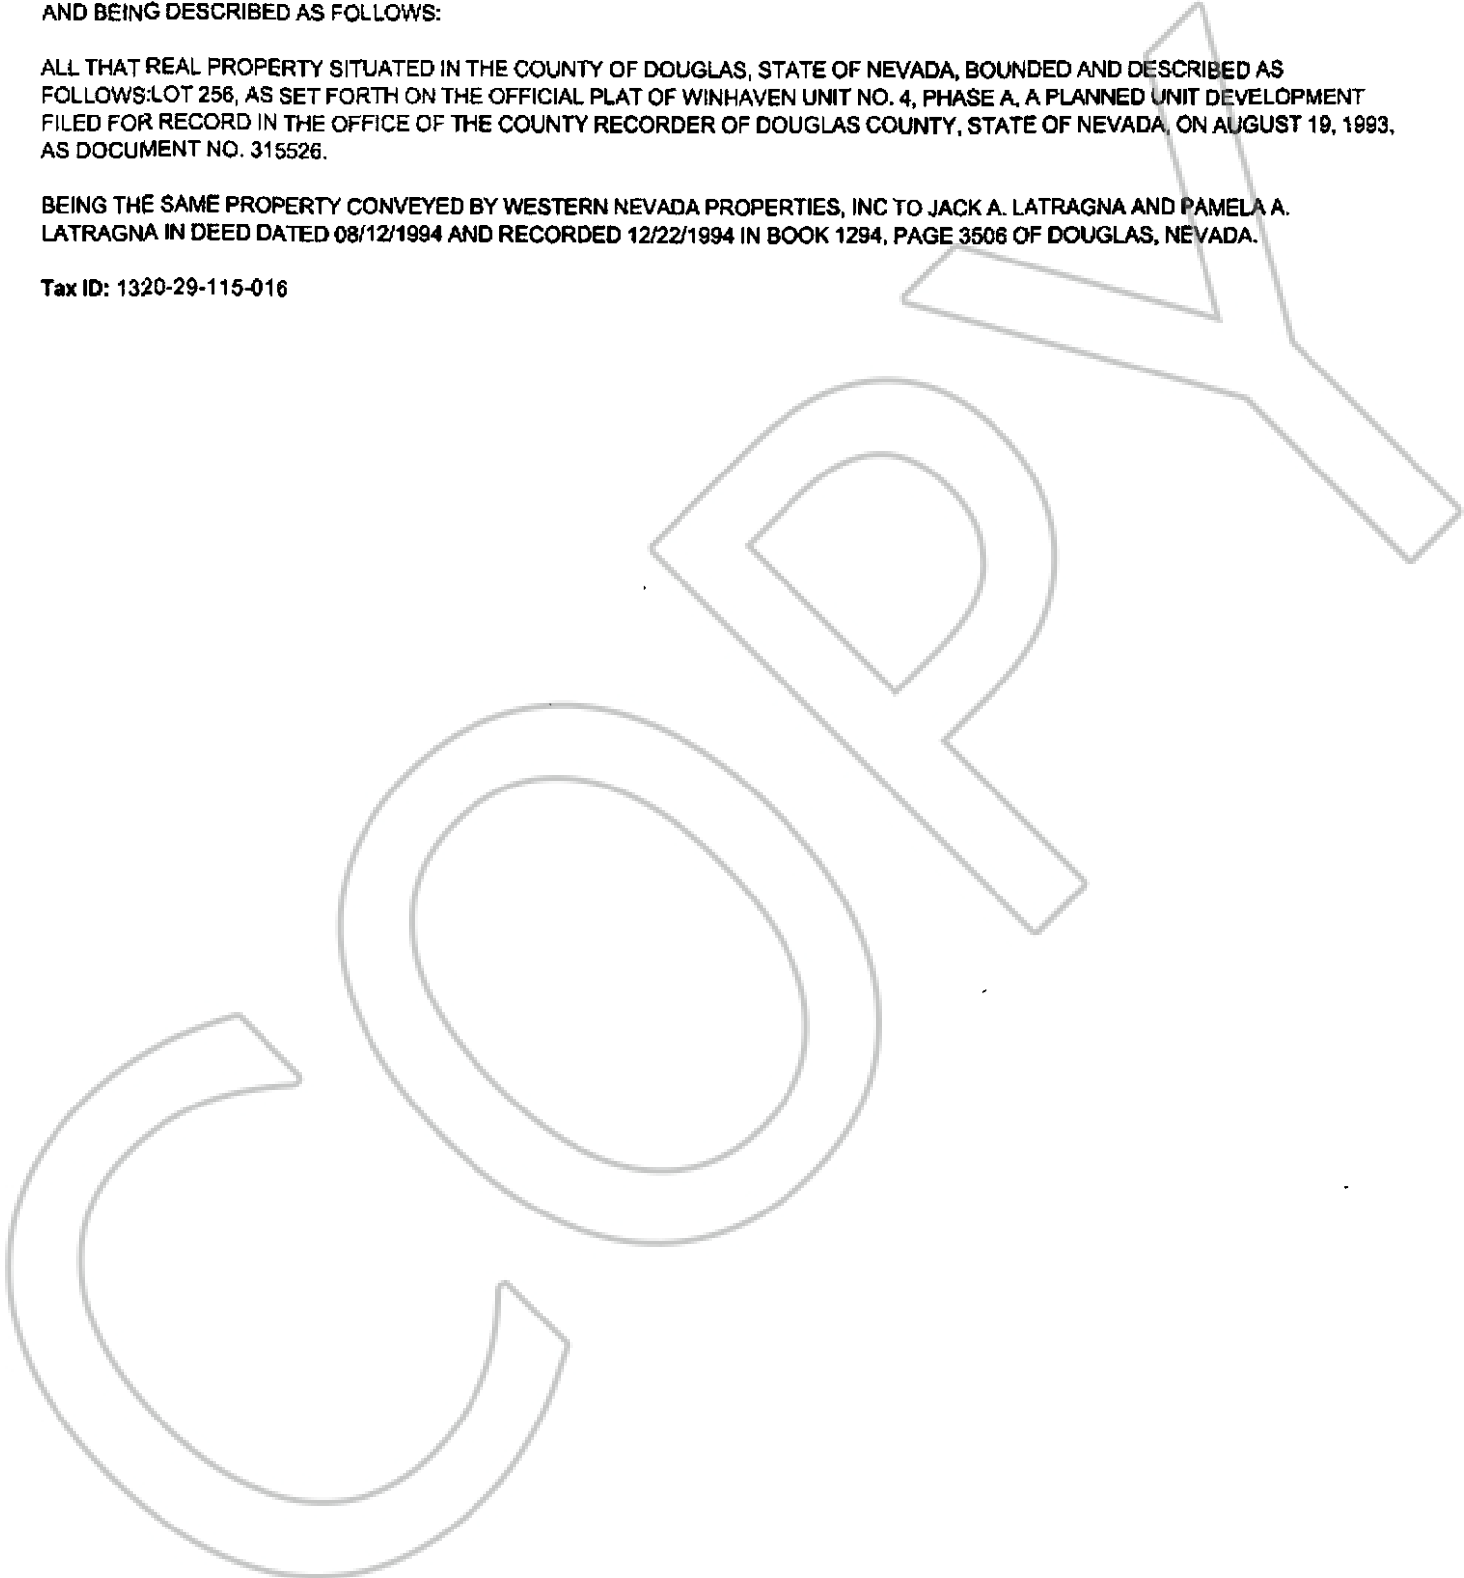 AND BEING DESCRIBED AS FOLLOWS:
ALL THAT REAL PROPERTY SITUATED IN THE COUNTY OF DOUGLAS, STATE OF NEVADA, BOUNDED AND DESCRIBED AS
FOLLOWS:LOT 256, AS SET FORTH ON THE OFFICIAL PLAT OF WINHAVEN UNIT NO. 4, PHASE A, A PLANNED UNIT DEVELOPMENT
FILED FOR RECORD IN THE OFFICE OF THE COUNTY RECORDER OF DOUGLAS COUNTY, STATE OF NEVADA, ON AUGUST 19, 1993,
AS DOCUMENT NO. 315526.
BEING THE SAME PROPERTY CONVEYED BY WESTERN NEVADA PROPERTIES, INC TO JACK A. LATRAGNA AND PAMELA A.
LATRAGNA IN DEED DATED 08/12/1994 AND RECORDED 12/22/1994 IN BOOK 1294, PAGE 3506 OF DOUGLAS, NEVADA.
Tax ID: 1320-29-115-016
COPY